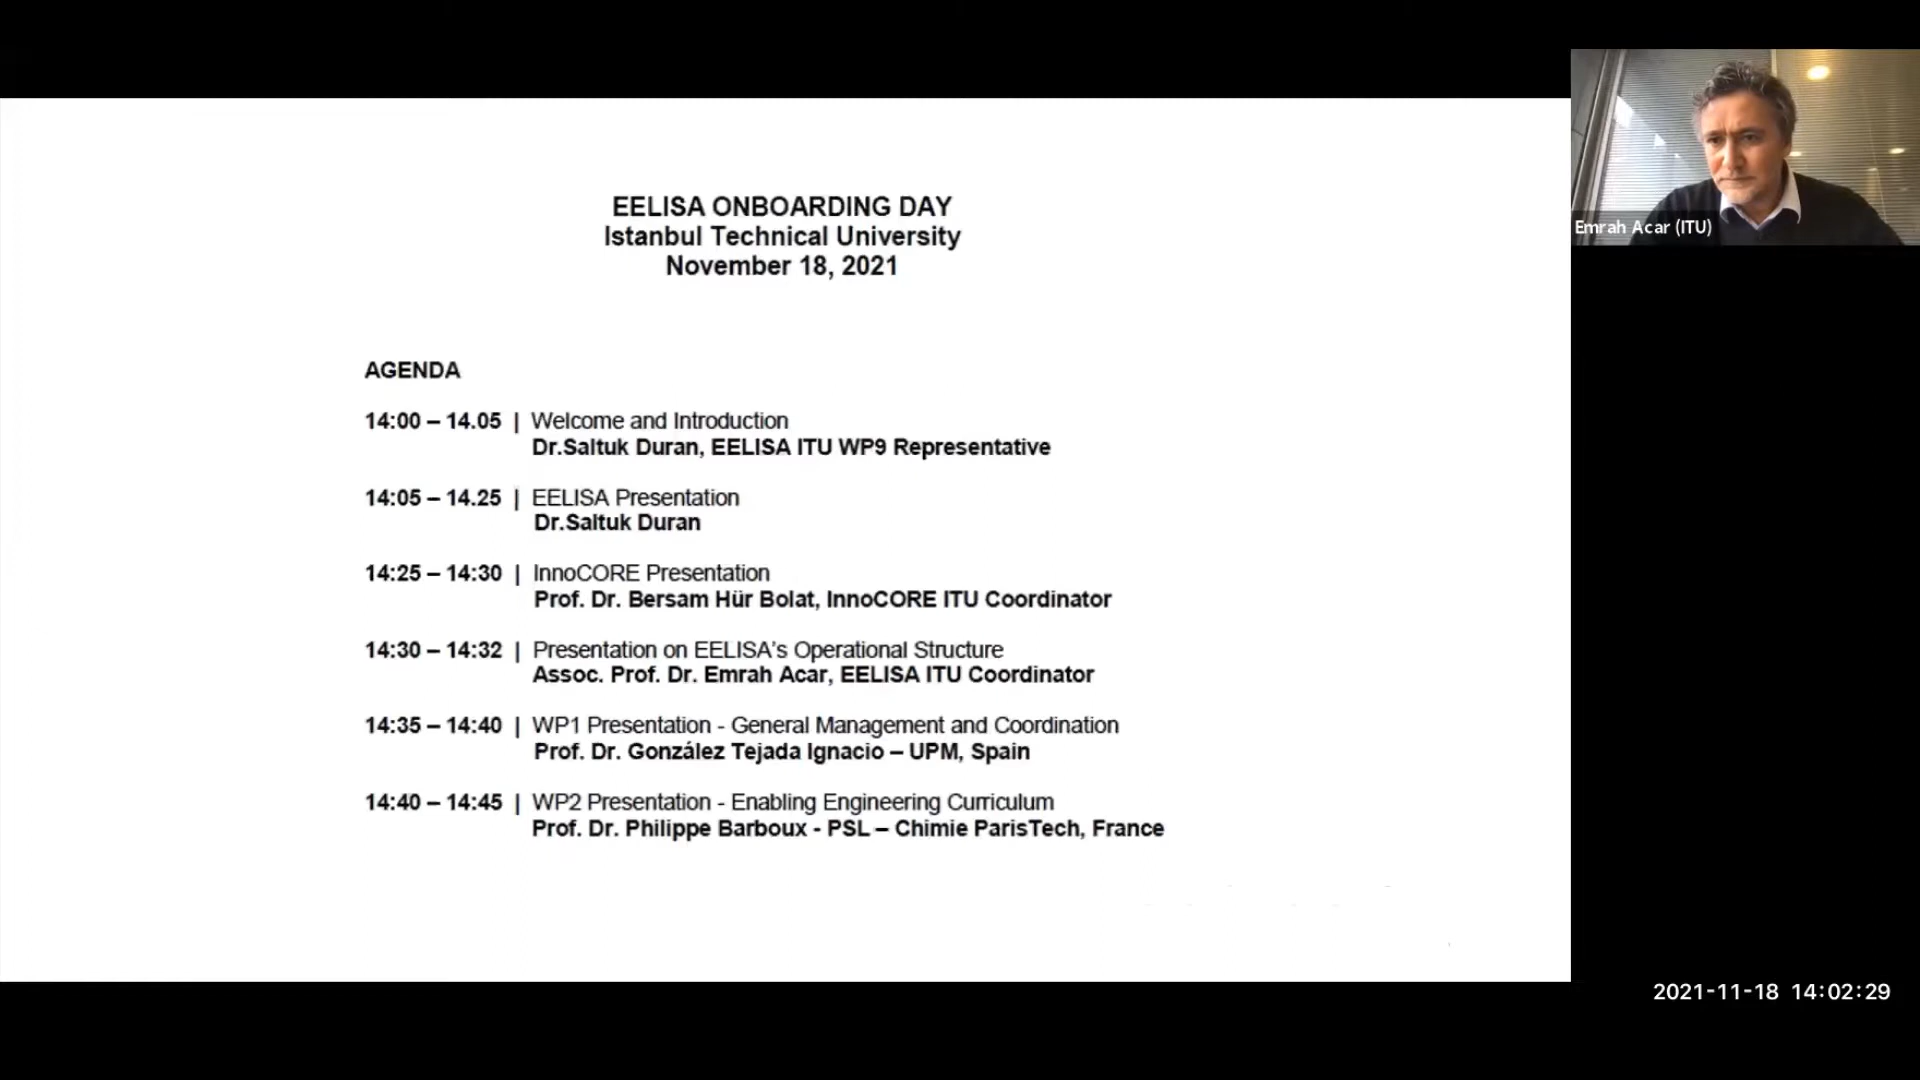 EELISA ONBOARDING DAY
Istanbul Technical University
November 18, 2021
AGENDA
14:00 – 14.05 | Welcome and Introduction
Dr.Saltuk Duran, EELISA ITU WP9 Representative
14:05 – 14.25 | EELISA Presentation
Dr.Saltuk Duran
14:25 – 14:30 | InnoCORE Presentation
Prof. Dr. Bersam Hür Bolat, InnoCORE ITU Coordinator
14:30 – 14:32 | Presentation on EELISA's Operational Structure
Assoc. Prof. Dr. Emrah Acar, EELISA ITU Coordinator
14:35 – 14:40 | WP1 Presentation - General Management and Coordination
Prof. Dr. González Tejada Ignacio – UPM, Spain
14:40 – 14:45 | WP2 Presentation - Enabling Engineering Curriculum
Prof. Dr. Philippe Barboux - PSL – Chimie ParisTech, France
Emrah Acar (ITU)
2021-11-18 14:02:29